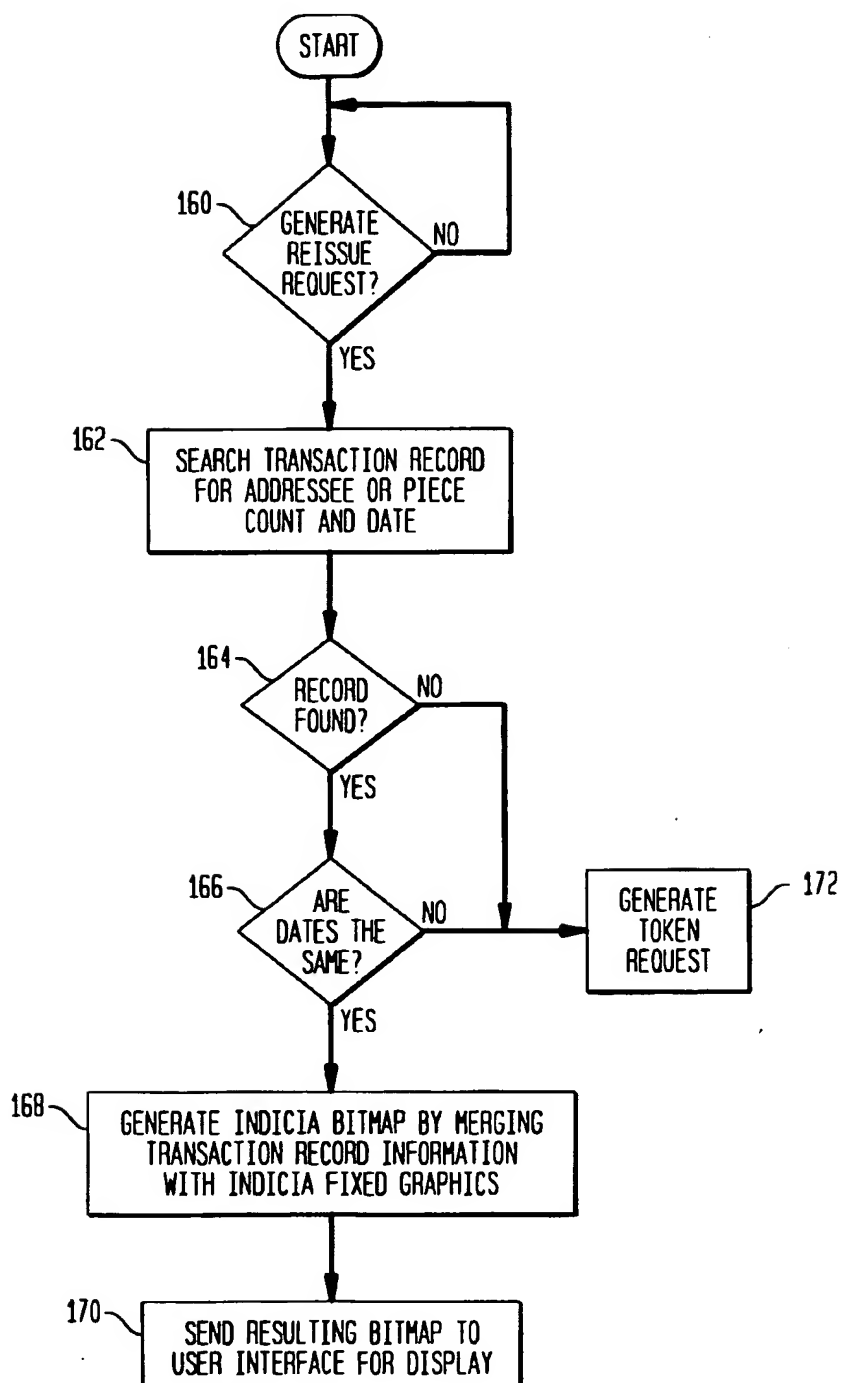 START
160
GENERATE
REISSUE
REQUEST?
NO
YES
162
SEARCH TRANSACTION RECORD
FOR ADDRESSEE OR PIECE
COUNT AND DATE
164
RECORD
FOUND?
NO
YES
166
ARE
DATES THE
SAME?
NO
YES
GENERATE
TOKEN
REQUEST
172
168
GENERATE INDICIA BITMAP BY MERGING
TRANSACTION RECORD INFORMATION
WITH INDICIA FIXED GRAPHICS
170
SEND RESULTING BITMAP TO
USER INTERFACE FOR DISPLAY